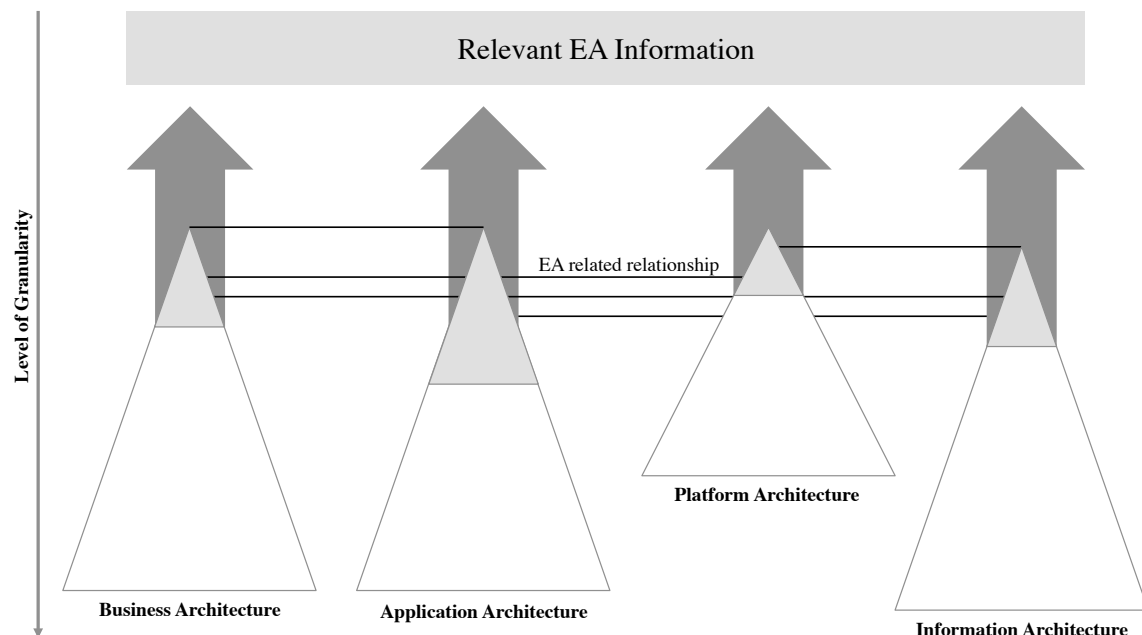 Relevant EA Information
Level of Granularity
EA related relationship
Platform Architecture
Business Architecture
Application Architecture
Information Architecture